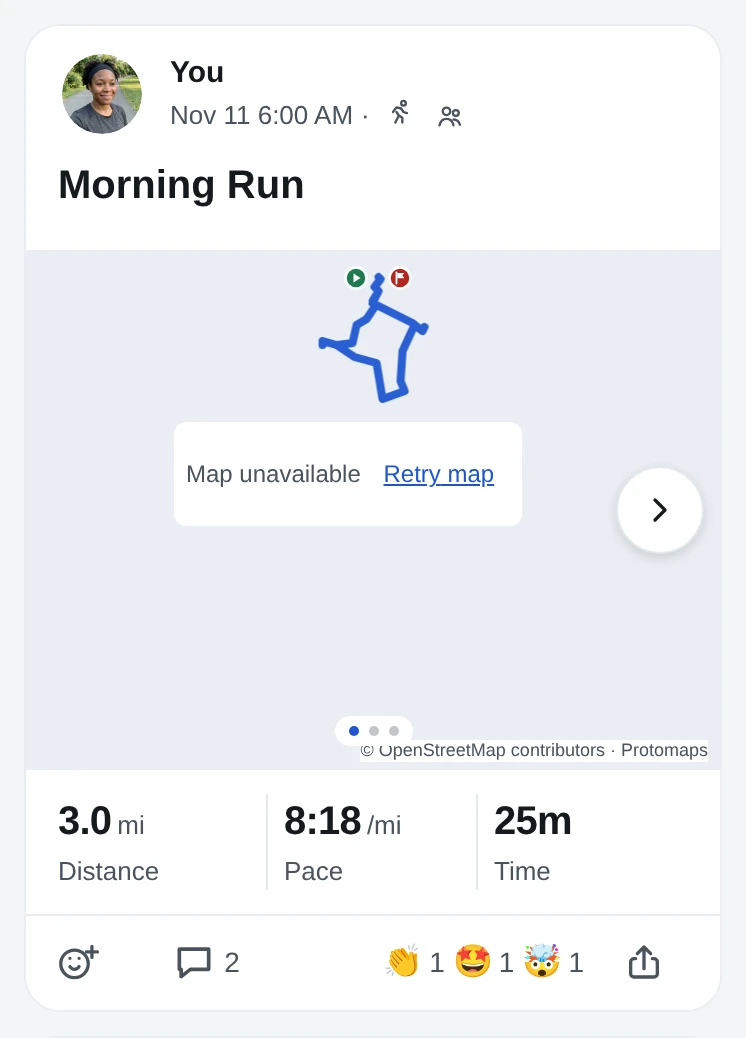 You
Nov 11 6:00 AM ·
Morning Run
Map unavailable Retry map
© OpenStreetMap contributors · Protomaps
3.0 mi 8:18 /mi 25m
Distance Pace Time
2 1 1 1